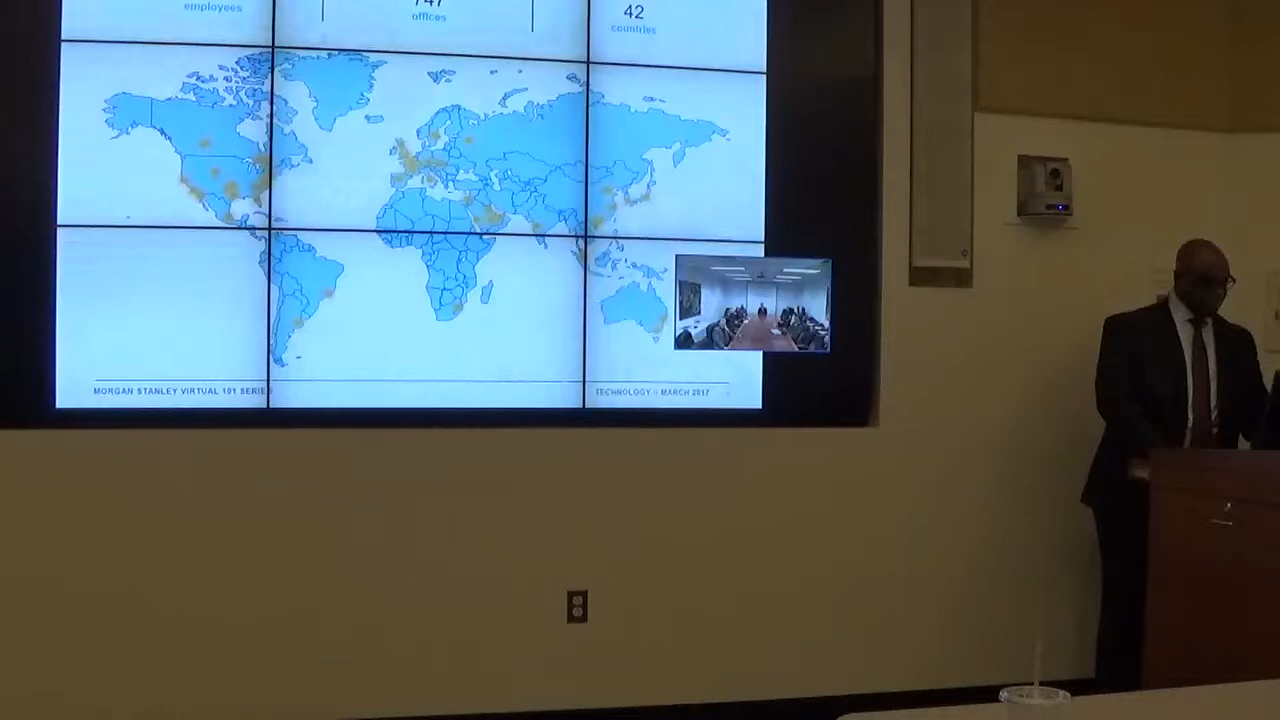 employees
747
offices
42
countries
MORGAN STANLEY VIRTUAL 101 SERIES
TECHNOLOGY // MARCH 2017